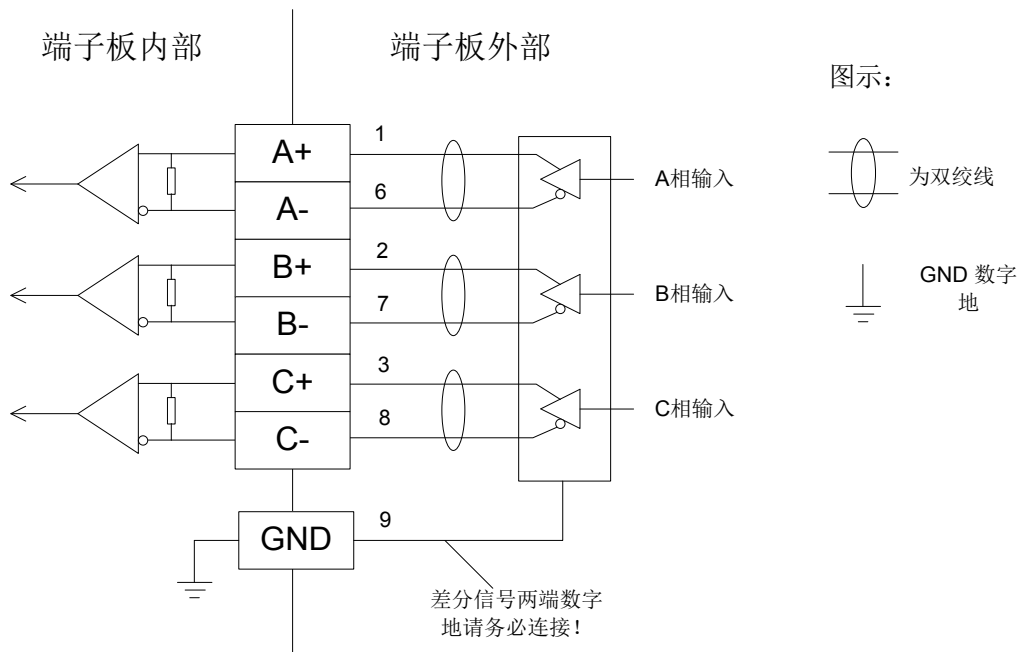 端子板内部
端子板外部
图示：
A+
1
A-
6
A相输入
为双绞线
B+
2
B-
7
B相输入
GND 数字
地
C+
3
C-
8
C相输入
GND
9
差分信号两端数字
地请务必连接！